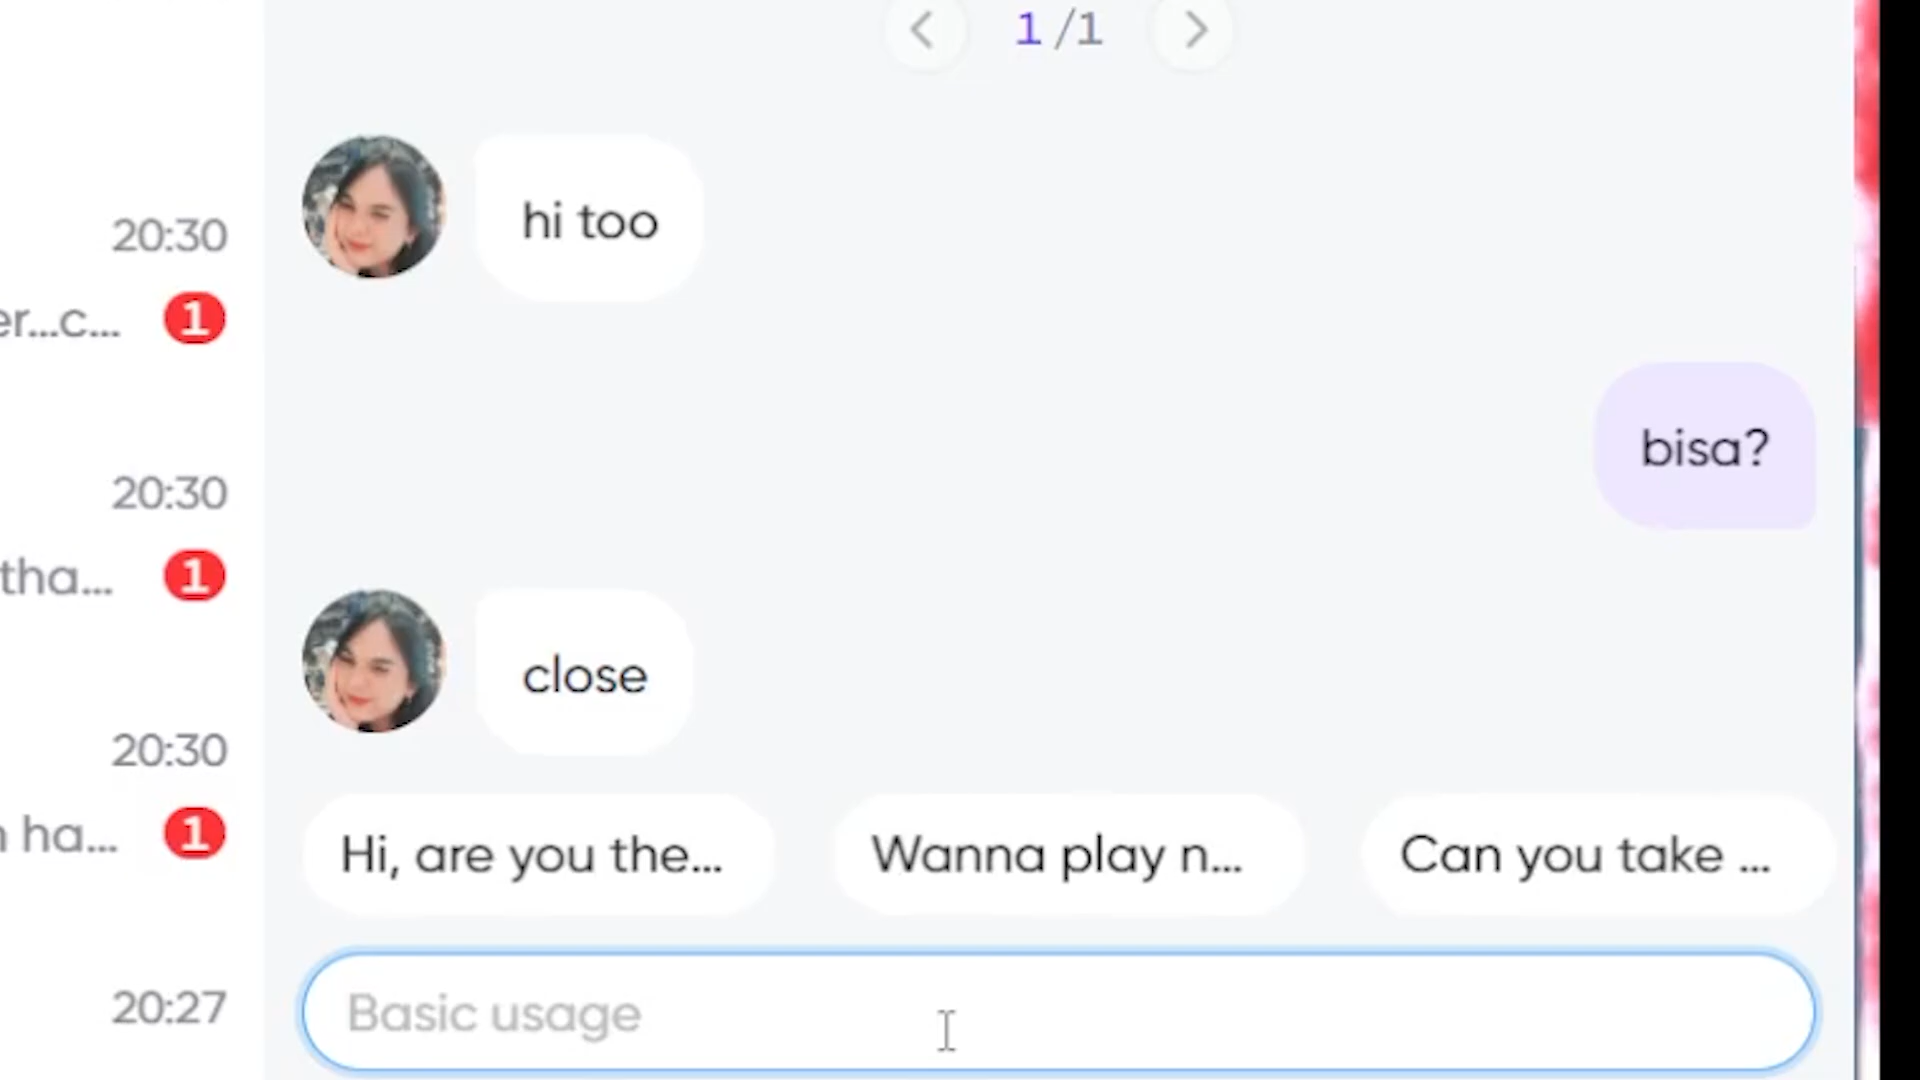 1 /1
20:30
er...c...
1
hi too
bisa?
20:30
tha...
1
close
20:30
ha...
1
Hi, are you the...
Wanna play n...
Can you take ...
20:27
Basic usage